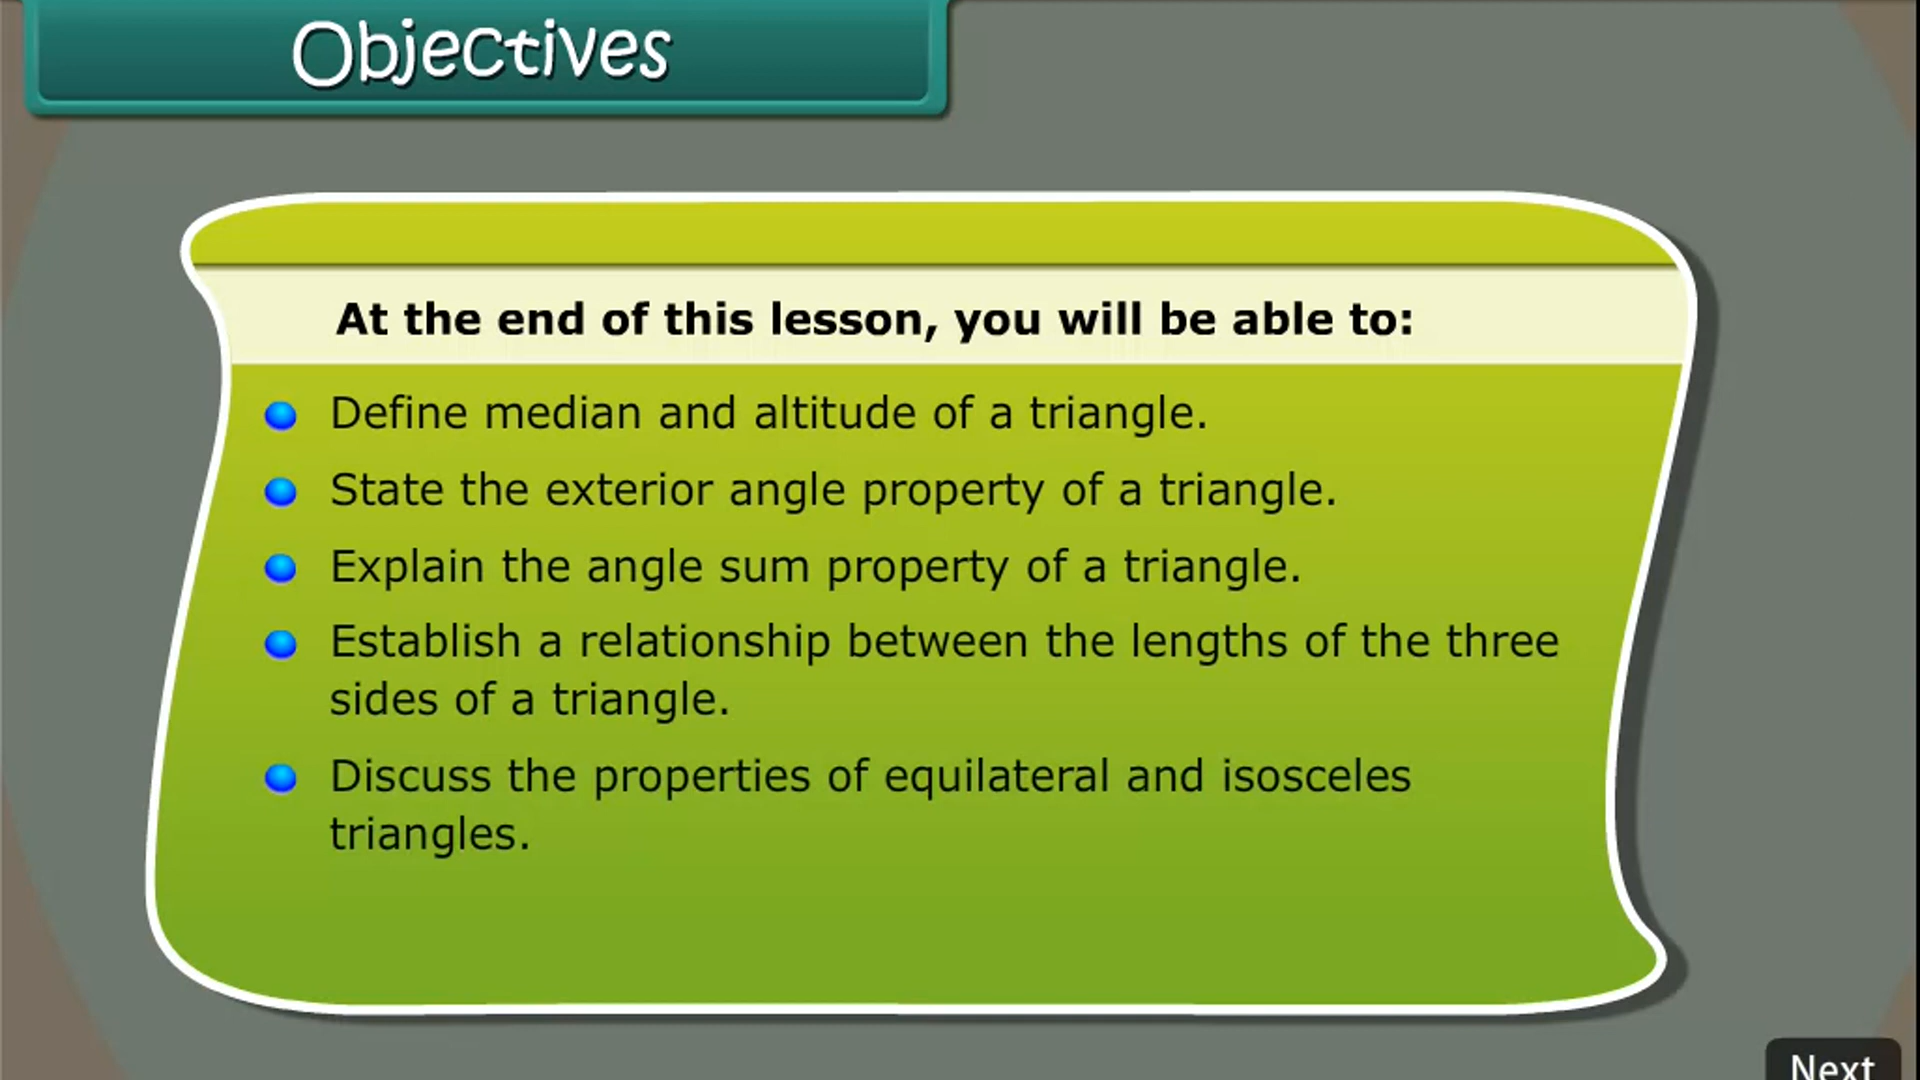 Objectives
At the end of this lesson, you will be able to:
Define median and altitude of a triangle.
State the exterior angle property of a triangle.
Explain the angle sum property of a triangle.
Establish a relationship between the lengths of the three
sides of a triangle.
Discuss the properties of equilateral and isosceles
triangles.
Next